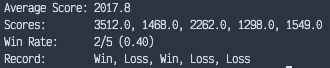 Average Score: 2017.8
Scores:        3512.0, 1468.0, 2262.0, 1298.0, 1549.0
Win Rate:      2/5 (0.40)
Record:        Win, Loss, Win, Loss, Loss